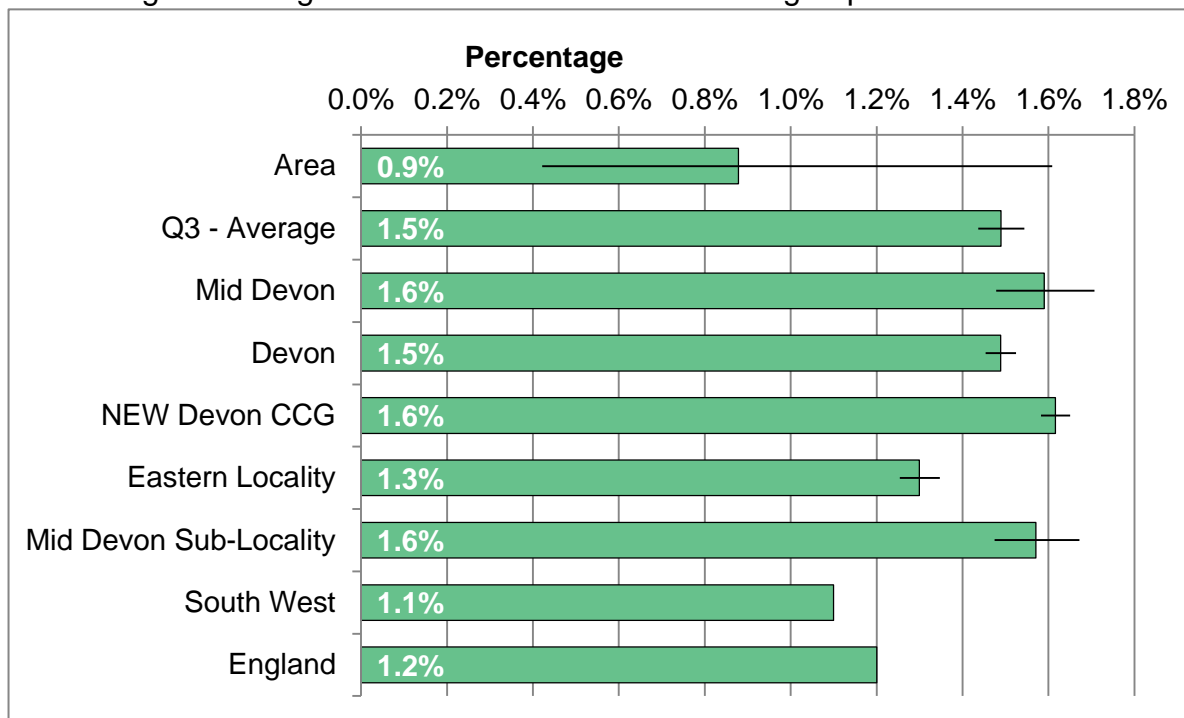 Percentage
0.0% 0.2% 0.4% 0.6% 0.8% 1.0% 1.2% 1.4% 1.6% 1.8%
Area 0.9%
Q3 - Average 1.5%
Mid Devon 1.6%
Devon 1.5%
NEW Devon CCG 1.6%
Eastern Locality 1.3%
Mid Devon Sub-Locality 1.6%
South West 1.1%
England 1.2%